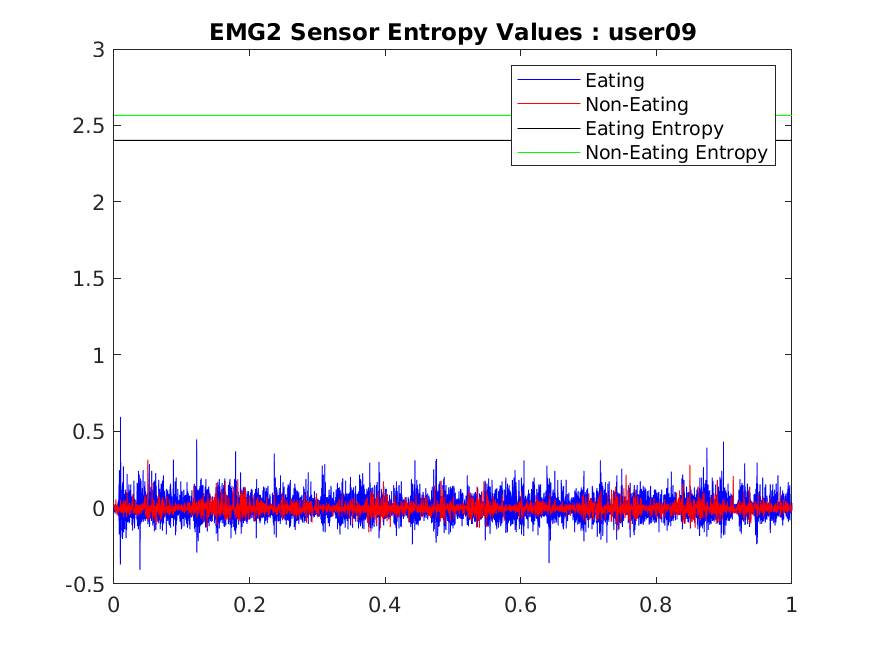 EMG2 Sensor Entropy Values : user09
3
2.5
2
1.5
1
0.5
0
-0.5
Eating
Non-Eating
Eating Entropy
Non-Eating Entropy
0
0.2
0.4
0.6
0.8
1